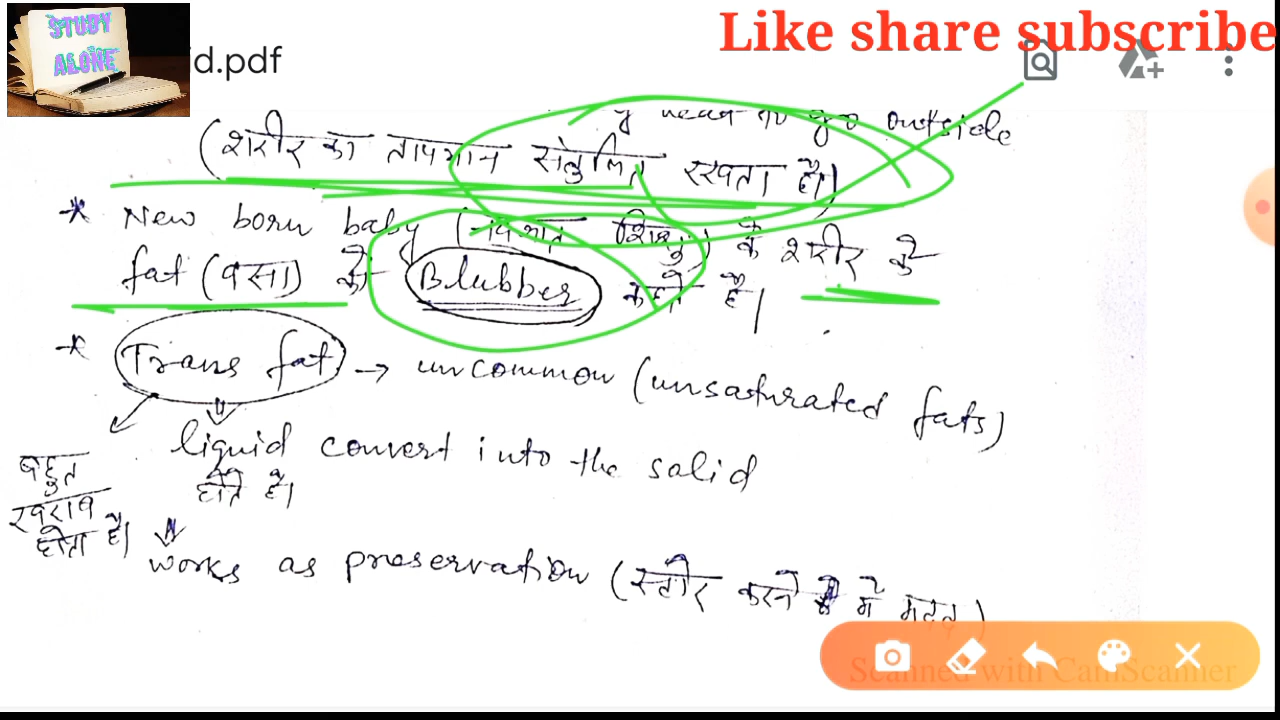 Like share subscribe
STUDY
ALONE
id.pdf
go outside
(शरीर का तापमान संतुलित रखता है।)
* New born baby (नवजात शिशु) के शरीर के
fat (वसा) को Blubber कहते है।
* Trans fat → uncommon (unsaturated fats)
liquid convert into the solid
होते है।
बहुत
खराब
होता है।
works as preservation (स्टोर करने में मदद)
Scanned with CamScanner